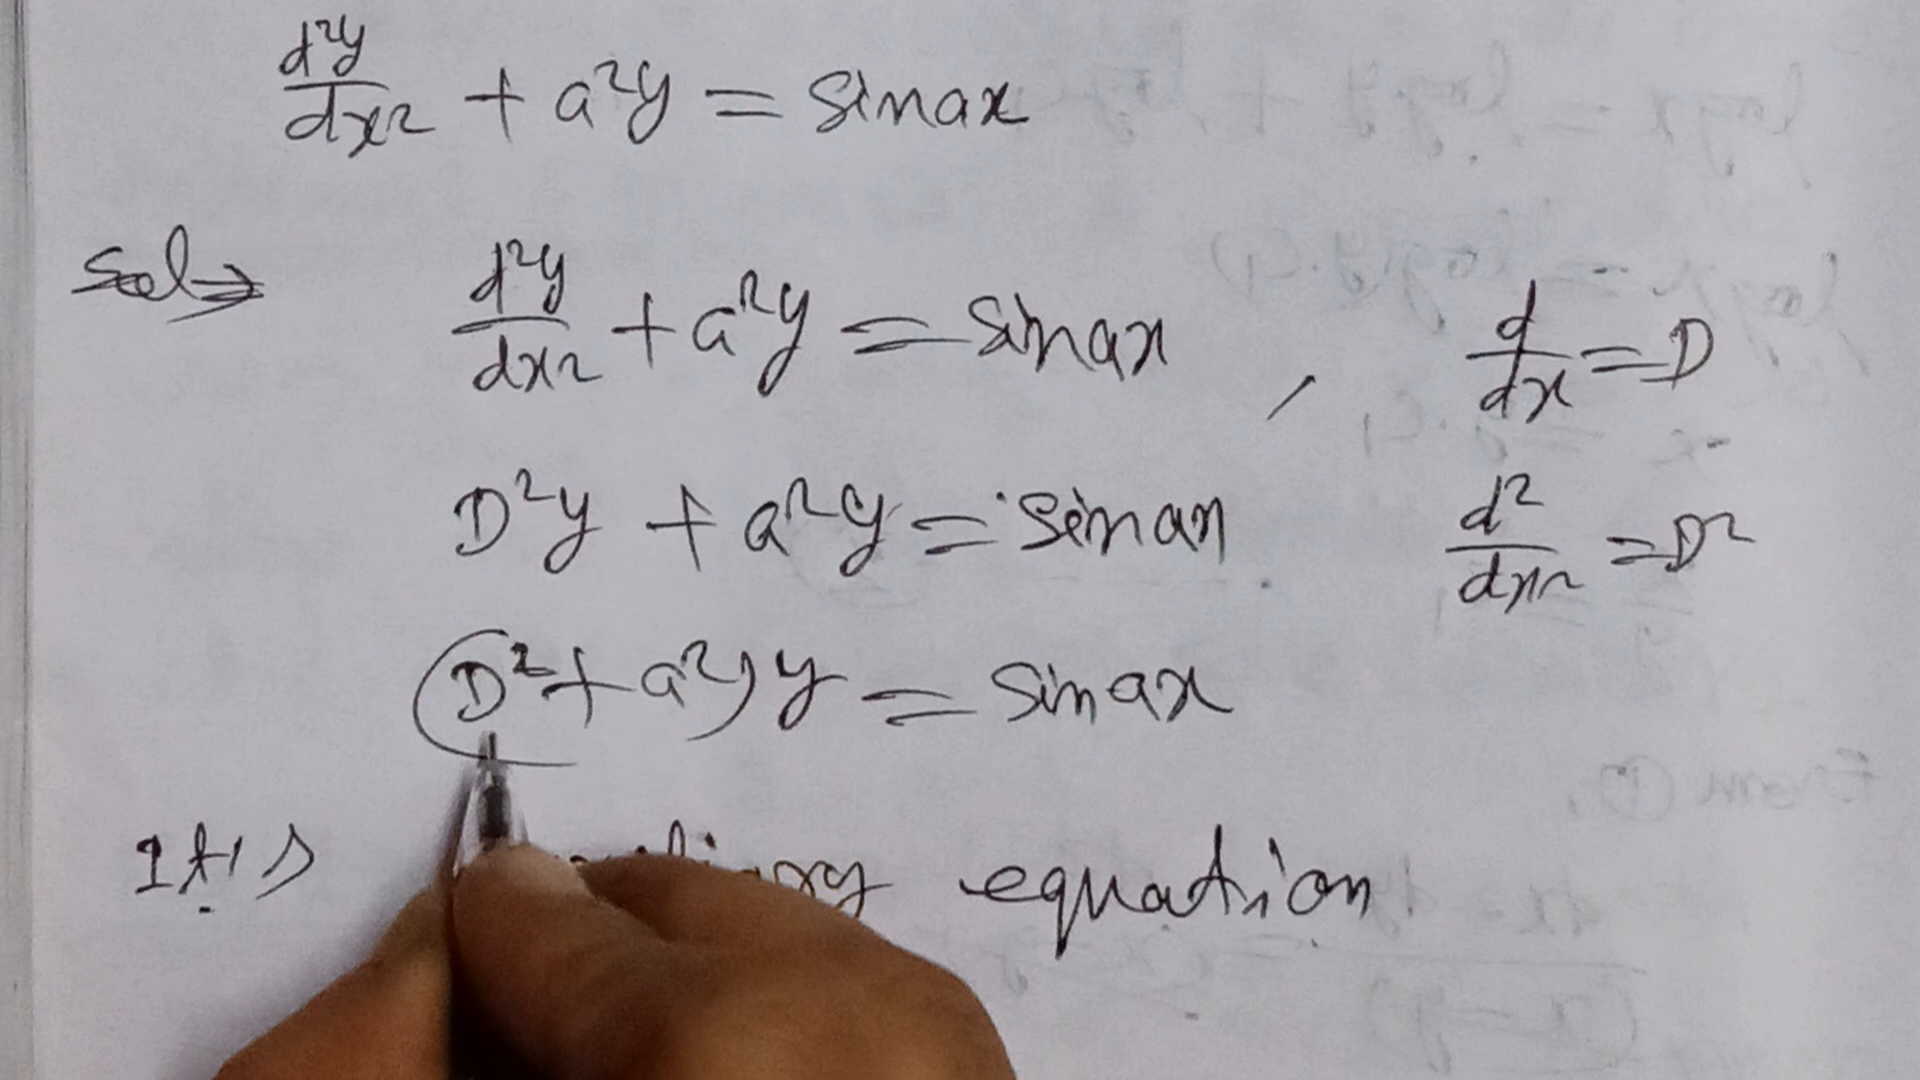 d²y/dx² + a²y = sinax
Sol⇒ d²y/dx² + a²y = sinax , d/dx = D
D²y + a²y = sinax. d²/dx² = D²
(D² + a²)y = sinax
Its equation